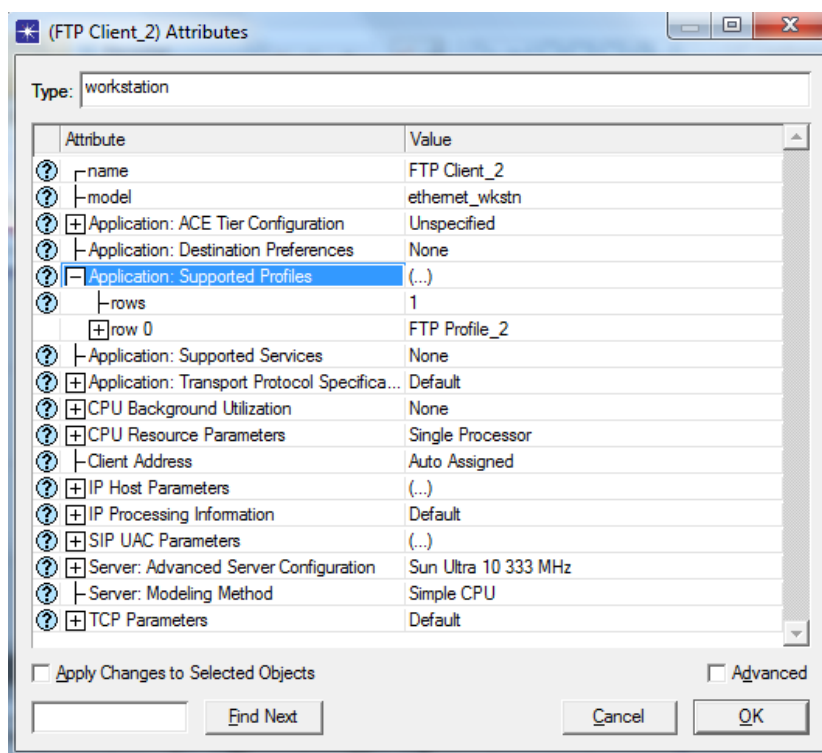 (FTP Client_2) Attributes
Type: workstation
Attribute Value
name FTP Client_2
model ethernet_wkstn
Application: ACE Tier Configuration Unspecified
Application: Destination Preferences None
Application: Supported Profiles (...)
rows 1
row 0 FTP Profile_2
Application: Supported Services None
Application: Transport Protocol Specifica... Default
CPU Background Utilization None
CPU Resource Parameters Single Processor
Client Address Auto Assigned
IP Host Parameters (...)
IP Processing Information Default
SIP UAC Parameters (...)
Server: Advanced Server Configuration Sun Ultra 10 333 MHz
Server: Modeling Method Simple CPU
TCP Parameters Default
Apply Changes to Selected Objects Advanced
Find Next Cancel OK